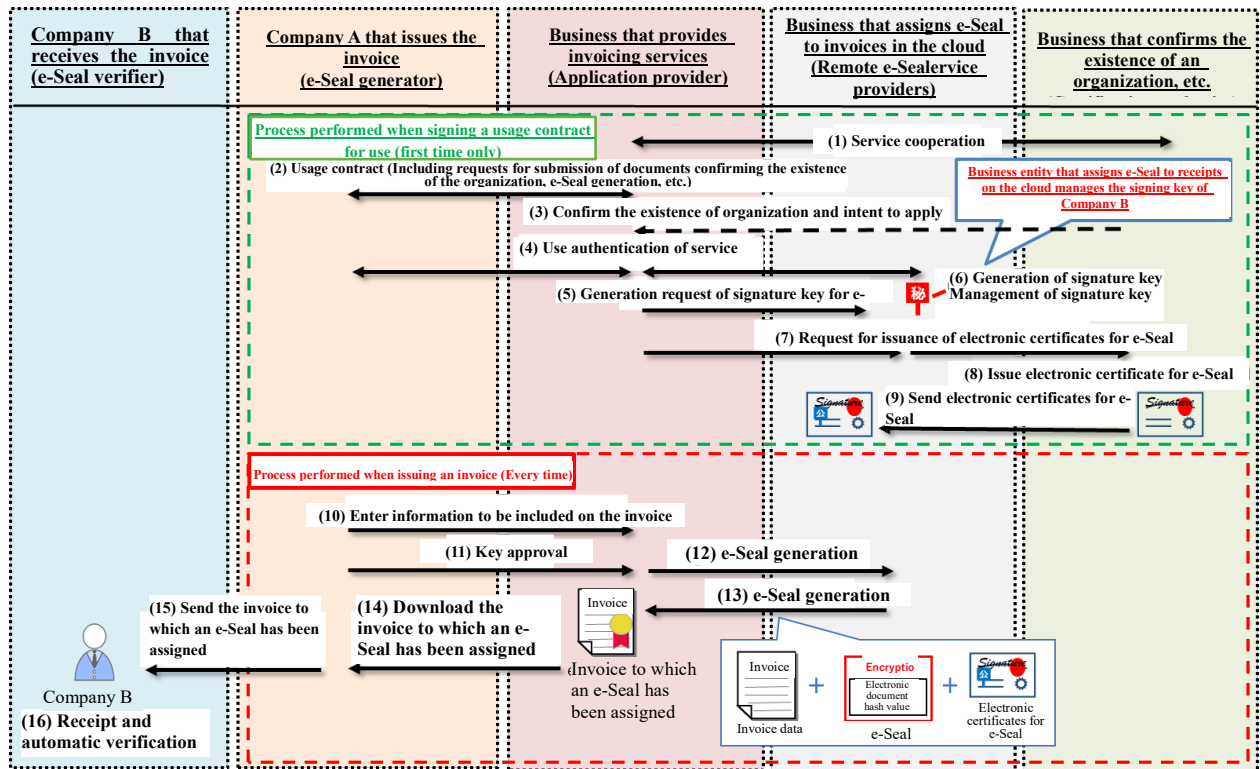 Company B that
receives the invoice
(e-Seal verifier)
Company A that issues the
invoice
(e-Seal generator)
Business that provides
invoicing services
(Application provider)
Business that assigns e-Seal
to invoices in the cloud
(Remote e-Sealervice
providers)
Business that confirms the
existence of an
organization, etc.
Process performed when signing a usage contract
for use (first time only)
(1) Service cooperation
(2) Usage contract (Including requests for submission of documents confirming the existence
of the organization, e-Seal generation, etc.)
Business entity that assigns e-Seal to receipts
on the cloud manages the signing key of
Company B
(3) Confirm the existence of organization and intent to apply
(4) Use authentication of service
(5) Generation request of signature key for e-
秘
(6) Generation of signature key
Management of signature key
(7) Request for issuance of electronic certificates for e-Seal
(8) Issue electronic certificate for e-Seal
Signature
公
(9) Send electronic certificates for e-
Seal
Signature
Process performed when issuing an invoice (Every time)
(10) Enter information to be included on the invoice
(11) Key approval
(12) e-Seal generation
(13) e-Seal generation
(14) Download the
invoice to which an e-
Seal has been assigned
(15) Send the invoice to
which an e-Seal has been
assigned
Invoice
Invoice to which
an e-Seal has
been assigned
Company B
(16) Receipt and
automatic verification
Invoice
Invoice data
+
Encryptio
Electronic
document
hash value
e-Seal
+
Signature
公
Electronic
certificates for
e-Seal